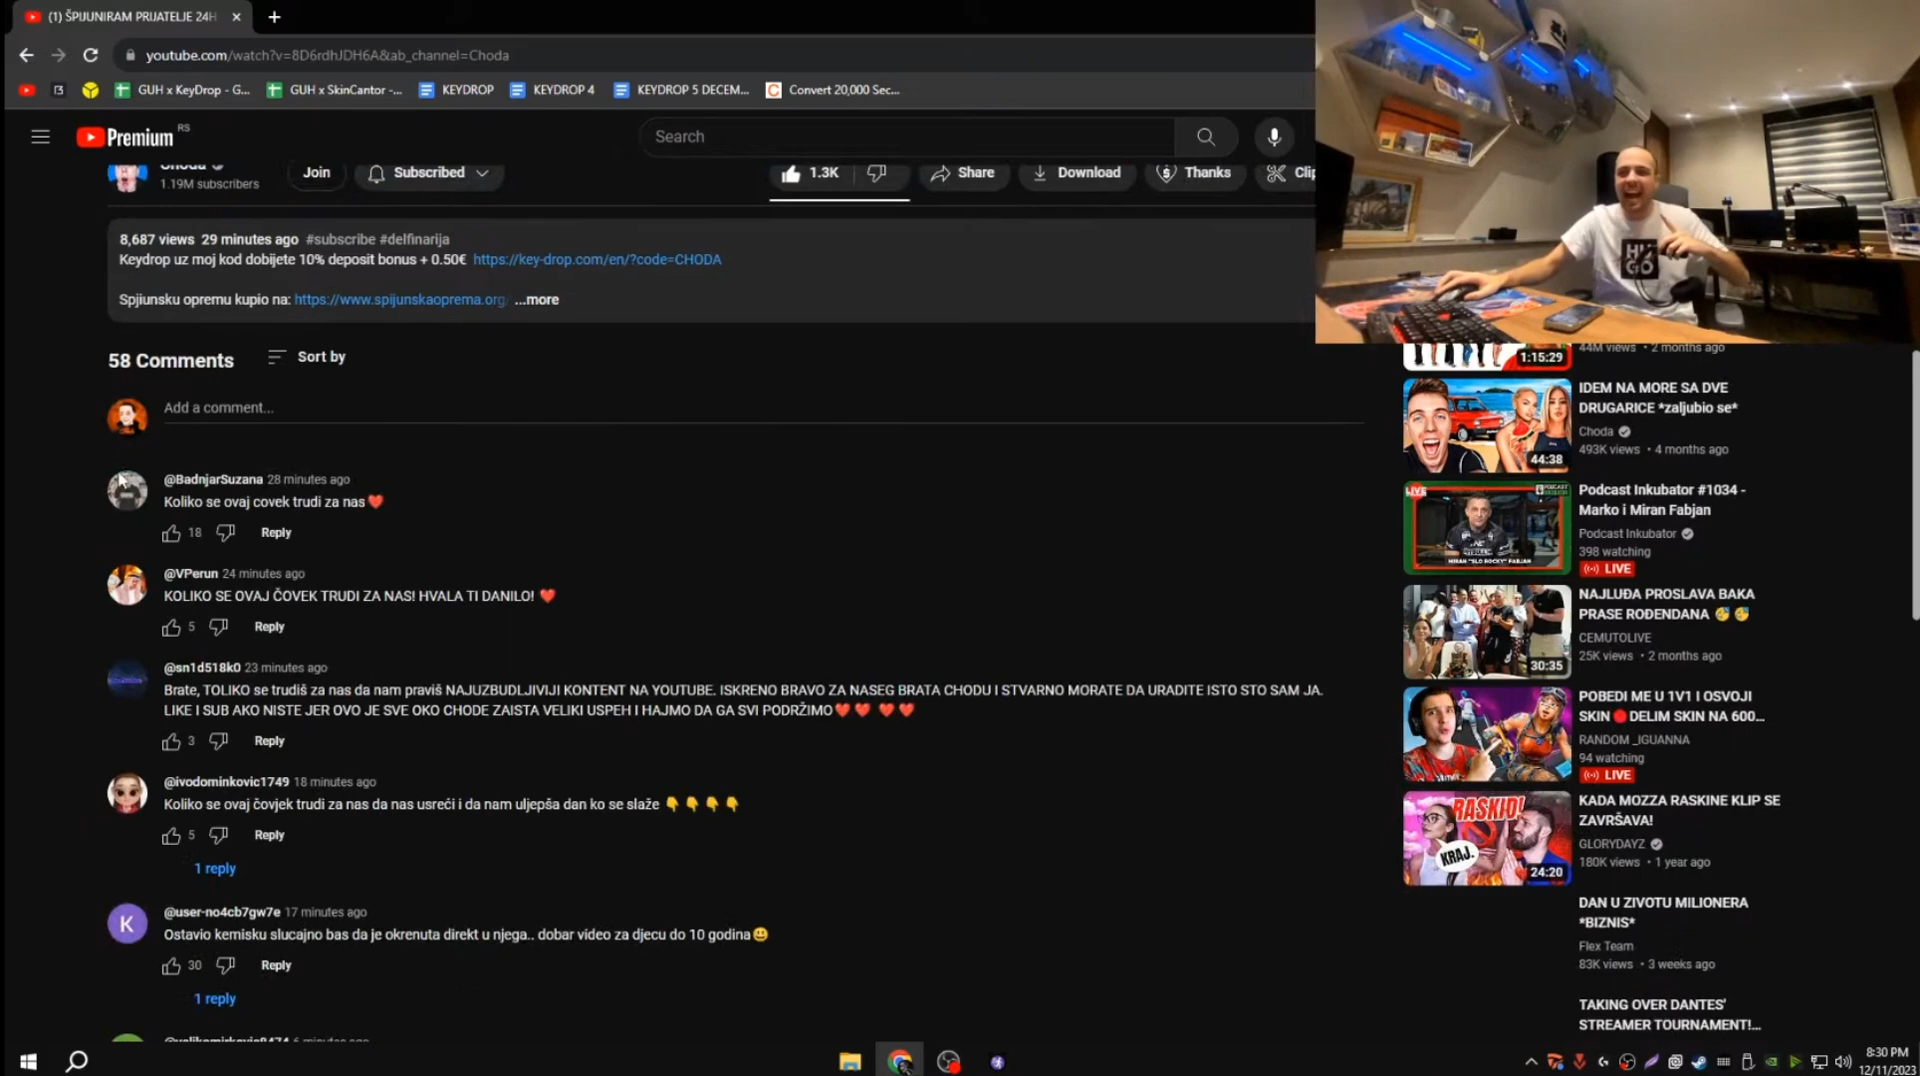 (1) ŠPIJUNIRAM PRIJATELJE 24H
youtube.com/watch?v=8D6rdhJDH6A&ab_channel=Choda
GUH x KeyDrop - G...
GUH x SkinCantor -...
KEYDROP
KEYDROP 4
KEYDROP 5 DECEM...
Convert 20,000 Sec...
Premium RS
Search
Choda
1.19M subscribers
Join
Subscribed
1.3K
Share
Download
Thanks
Clip
8,687 views 29 minutes ago #subscribe #delfinarija
Keydrop uz moj kod dobijete 10% deposit bonus + 0.50€ https://key-drop.com/en/?code=CHODA
Spjiunsku opremu kupio na: https://www.spijunskaoprema.org/ ...more
58 Comments
Sort by
Add a comment...
@BadnjarSuzana 28 minutes ago
Koliko se ovaj covek trudi za nas❤️
18 Reply
@VPerun 24 minutes ago
KOLIKO SE OVAJ ČOVEK TRUDI ZA NAS! HVALA TI DANILO! ❤️
5 Reply
@sn1d518k0 23 minutes ago
Brate, TOLIKO se trudiš za nas da nam praviš NAJUZBUDLJIVIJI KONTENT NA YOUTUBE. ISKRENO BRAVO ZA NASEG BRATA CHODU I STVARNO MORATE DA URADITE ISTO STO SAM JA.
LIKE I SUB AKO NISTE JER OVO JE SVE OKO CHODE ZAISTA VELIKI USPEH I HAJMO DA GA SVI PODRŽIMO❤️❤️ ❤️❤️
3 Reply
@ivodominkovic1749 18 minutes ago
Koliko se ovaj čovjek trudi za nas da nas usreći i da nam uljepša dan ko se slaže 👇👇👇👇
5 Reply
1 reply
K
@user-no4cb7gw7e 17 minutes ago
Ostavio kemisku slucajno bas da je okrenuta direkt u njega.. dobar video za djecu do 10 godina😃
30 Reply
1 reply
HUGO
1:15:29
44M views • 2 months ago
44:38
IDEM NA MORE SA DVE
DRUGARICE *zaljubio se*
Choda
493K views • 4 months ago
LIVE
Podcast Inkubator #1034 -
Marko i Miran Fabjan
Podcast Inkubator
398 watching
LIVE
30:35
NAJLUĐA PROSLAVA BAKA
PRASE ROĐENDANA 🥳🥳
CEMUTOLIVE
25K views • 2 months ago
POBEDI ME U 1V1 I OSVOJI
SKIN🔴DELIM SKIN NA 600...
RANDOM _IGUANNA
94 watching
LIVE
RASKID!
KRAJ.
24:20
KADA MOZZA RASKINE KLIP SE
ZAVRŠAVA!
GLORYDAYZ
180K views • 1 year ago
DAN U ZIVOTU MILIONERA
*BIZNIS*
Flex Team
83K views • 3 weeks ago
TAKING OVER DANTES'
STREAMER TOURNAMENT!...
8:30 PM
12/11/2023